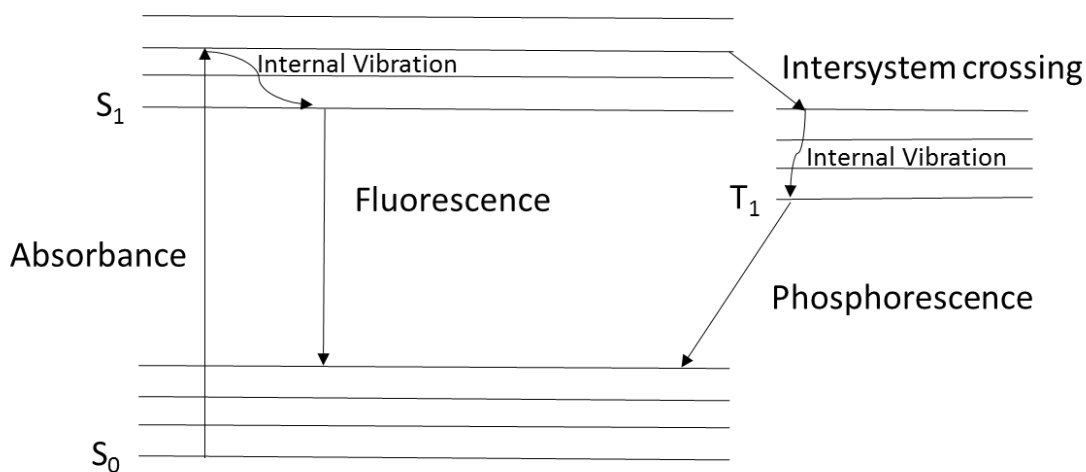 Internal Vibration
Intersystem crossing
S₁
Internal Vibration
Fluorescence
T₁
Absorbance
Phosphorescence
S₀